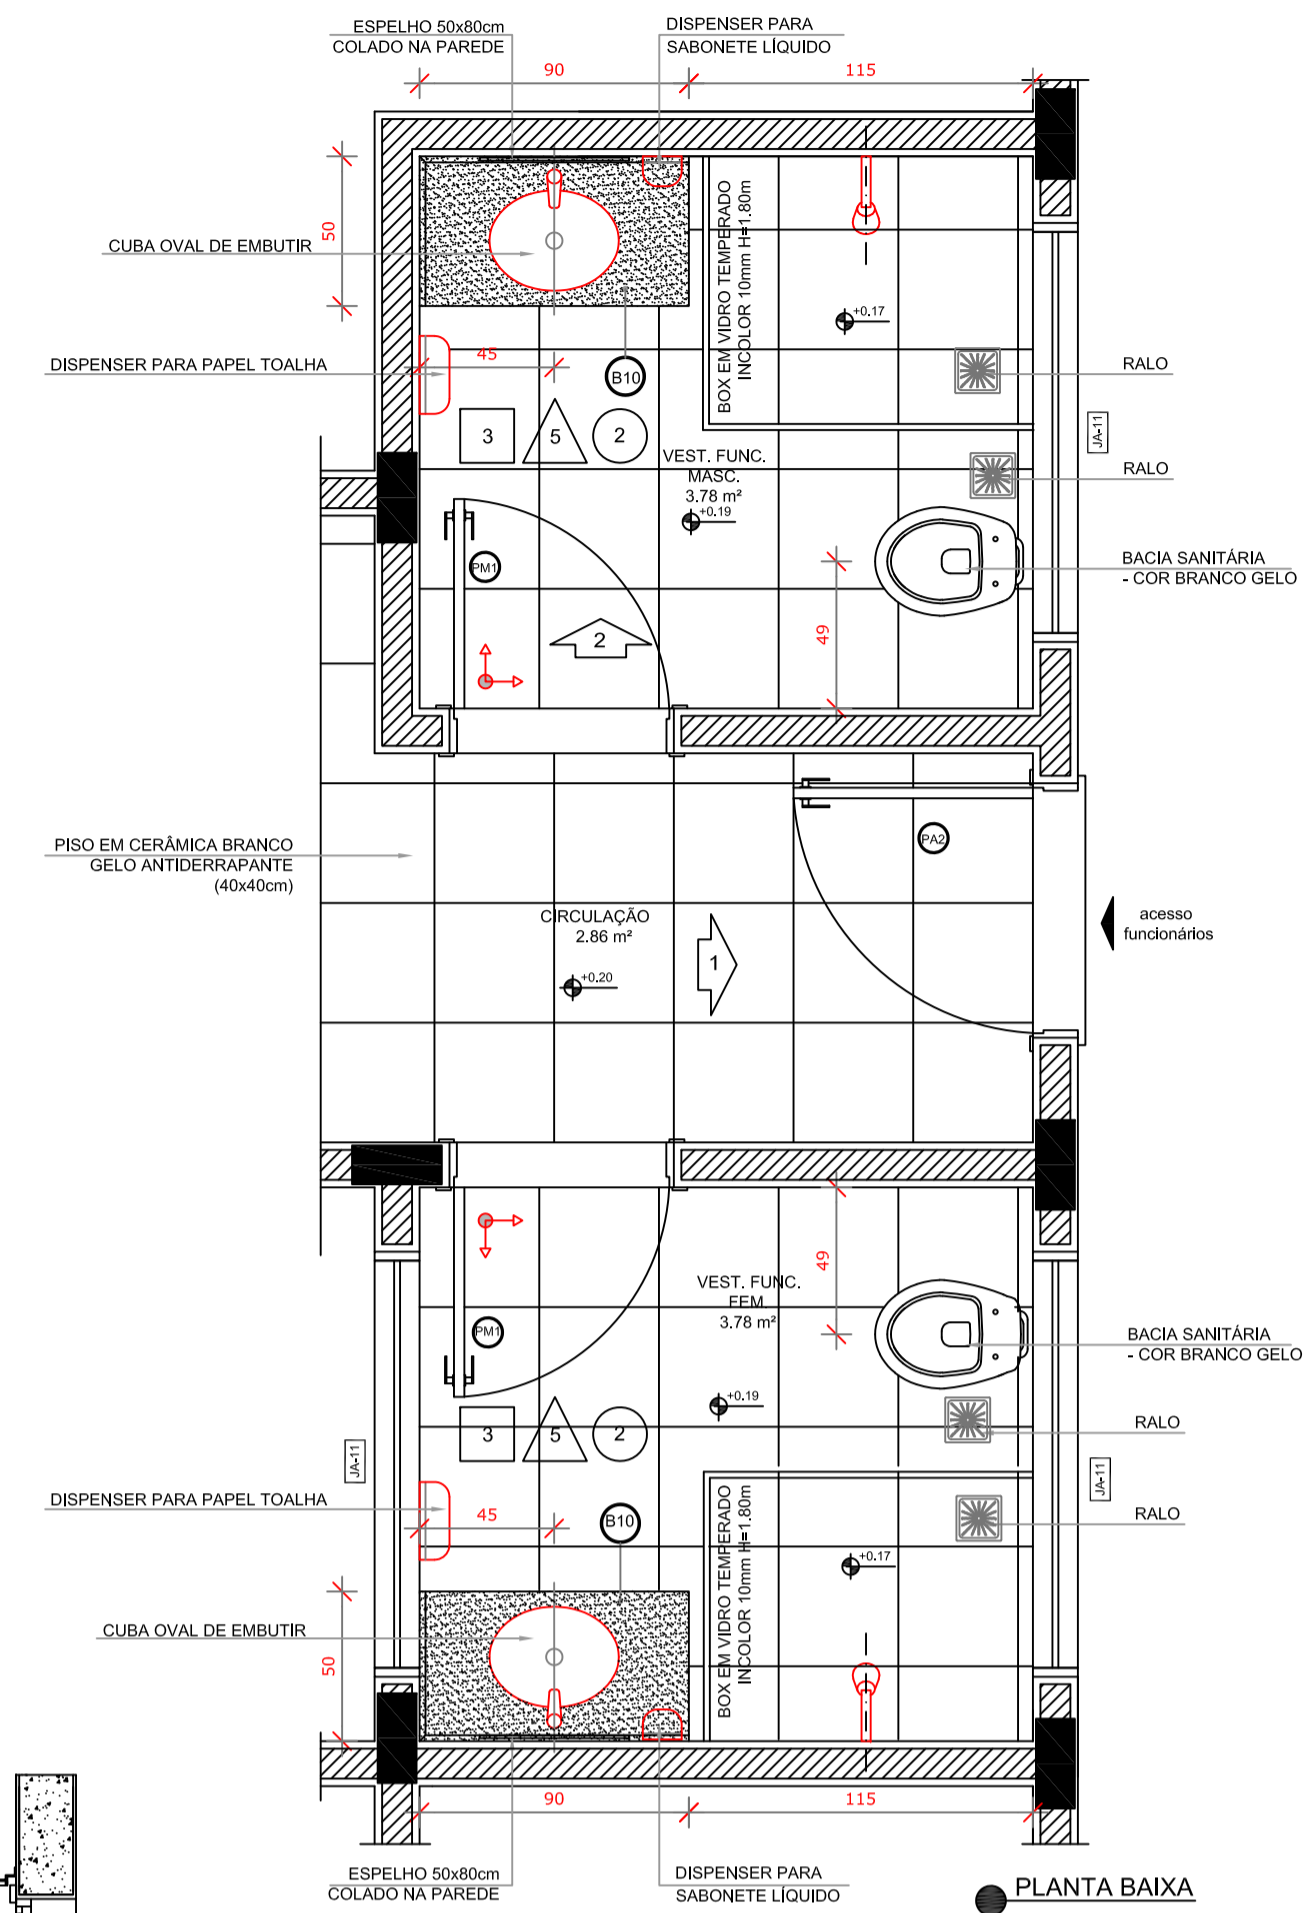 ESPELHO 50x80cm
COLADO NA PAREDE
DISPENSER PARA
SABONETE LÍQUIDO
90
115
50
CUBA OVAL DE EMBUTIR
BOX EM VIDRO TEMPERADO
INCOLOR 10mm H=1.80m
+0.17
DISPENSER PARA PAPEL TOALHA
45
B10
RALO
3
5
2
JA-11
VEST. FUNC.
MASC.
3.78 m²
+0.19
RALO
PM1
BACIA SANITÁRIA
- COR BRANCO GELO
49
2
PISO EM CERÂMICA BRANCO
GELO ANTIDERRAPANTE
(40x40cm)
PA2
CIRCULAÇÃO
2.86 m²
+0.20
1
acesso
funcionários
49
VEST. FUNC.
FEM.
3.78 m²
PM1
BACIA SANITÁRIA
- COR BRANCO GELO
+0.19
3
5
2
RALO
JA-11
JA-11
DISPENSER PARA PAPEL TOALHA
45
B10
RALO
BOX EM VIDRO TEMPERADO
INCOLOR 10mm H=1.80m
+0.17
CUBA OVAL DE EMBUTIR
50
90
115
ESPELHO 50x80cm
COLADO NA PAREDE
DISPENSER PARA
SABONETE LÍQUIDO
PLANTA BAIXA